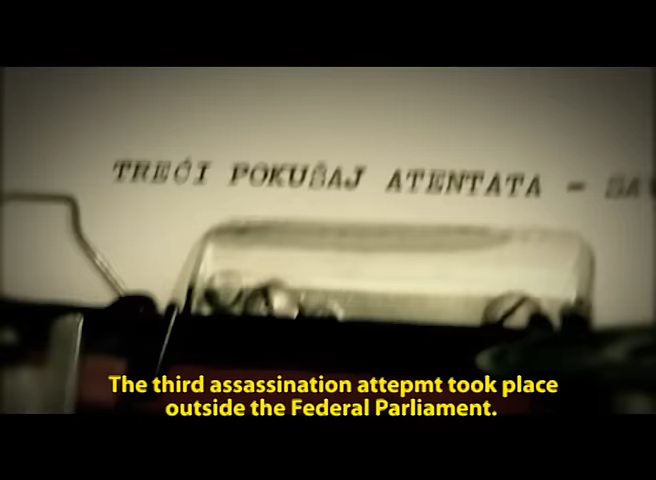 TREĆI POKUŠAJ ATENTATA -
The third assassination attepmt took place
outside the Federal Parliament.